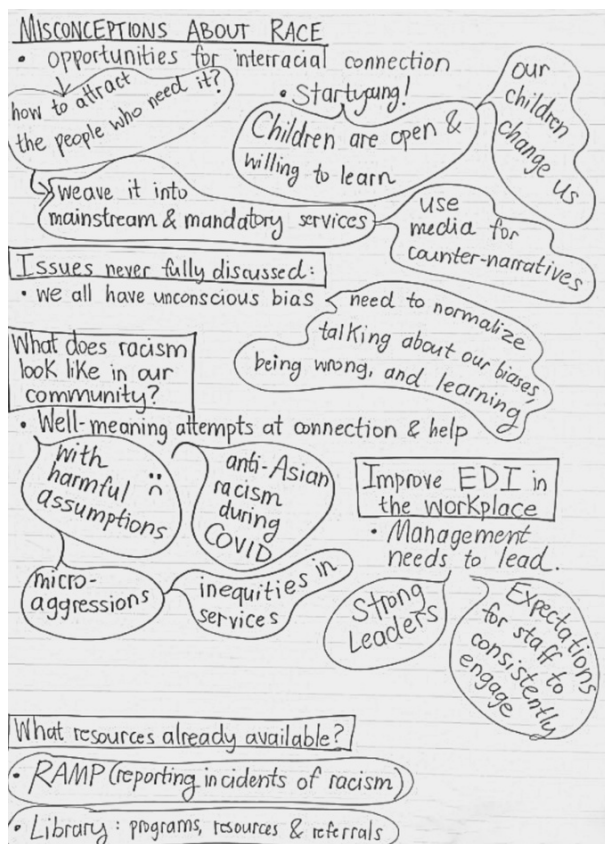 MISCONCEPTIONS ABOUT RACE
• opportunities for interracial connection
how to attract
the people who need it?
• Start young!
Children are open &
willing to learn
our
children
change us
weave it into
mainstream & mandatory services
use
media for
counter-narratives
Issues never fully discussed:
• we all have unconscious bias
need to normalize
talking about our biases,
being wrong, and learning
What does racism
look like in our
community?
• Well-meaning attempts at connection & help
with
harmful :(
assumptions
anti-Asian
racism
during
COVID
micro-
aggressions
inequities in
services
Improve EDI in
the workplace
• Management
needs to lead.
Strong
Leaders
Expectations
for staff to
consistently
engage
What resources already available?
• RAMP (reporting incidents of racism)
• Library: programs, resources & referrals